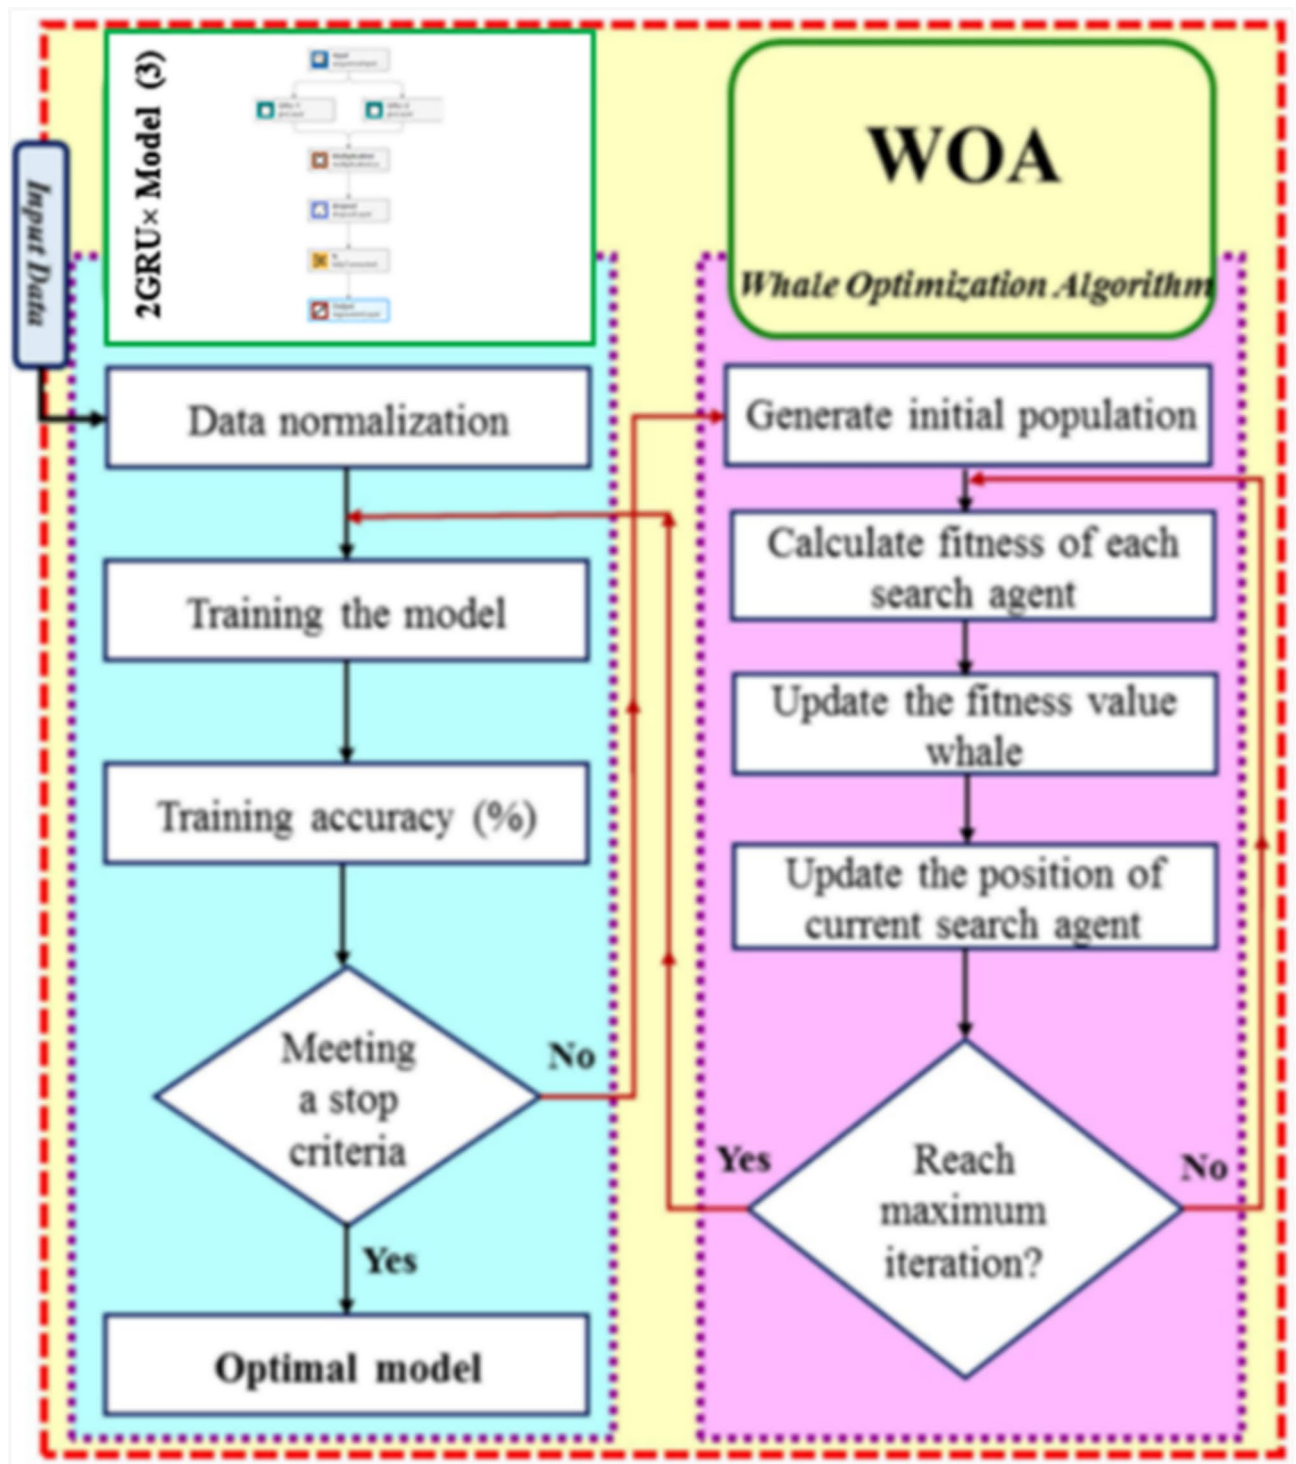 2GRU× Model (3)
Input Data
WOA
Whale Optimization Algorithm
Data normalization
Training the model
Training accuracy (%)
Meeting
a stop
criteria
No
Yes
Optimal model
Generate initial population
Calculate fitness of each
search agent
Update the fitness value
whale
Update the position of
current search agent
Reach
maximum
iteration?
Yes
No